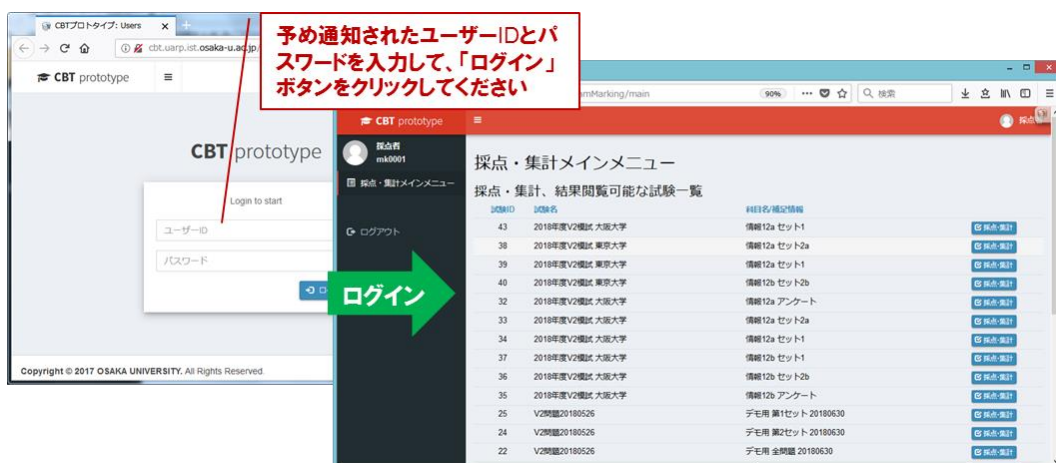 CBTプロトタイプ: Users
cbt.uarp.ist.osaka-u.ac.jp/
CBT prototype
CBT prototype
Login to start
ユーザーID
パスワード
Copyright © 2017 OSAKA UNIVERSITY. All Rights Reserved.
予め通知されたユーザーIDとパ
スワードを入力して、「ログイン」
ボタンをクリックしてください
ログイン
amMarking/main
90%
検索
CBT prototype
採点者
mk0001
採点・集計メインメニュー
ログアウト
採点・集計メインメニュー
採点・集計、結果閲覧可能な試験一覧
試験ID 試験名 科目名/補足情報
43 2018年度V2模試 大阪大学 情報12a セット1 採点・集計
38 2018年度V2模試 東京大学 情報12a セット2a 採点・集計
39 2018年度V2模試 東京大学 情報12a セット1 採点・集計
40 2018年度V2模試 東京大学 情報12b セット2b 採点・集計
32 2018年度V2模試 大阪大学 情報12a アンケート 採点・集計
33 2018年度V2模試 大阪大学 情報12a セット2a 採点・集計
34 2018年度V2模試 大阪大学 情報12a セット1 採点・集計
37 2018年度V2模試 大阪大学 情報12b セット1 採点・集計
36 2018年度V2模試 大阪大学 情報12b セット2b 採点・集計
35 2018年度V2模試 大阪大学 情報12b アンケート 採点・集計
25 V2問題20180526 デモ用 第1セット 20180630 採点・集計
24 V2問題20180526 デモ用 第2セット 20180630 採点・集計
22 V2問題20180526 デモ用 全問題 20180630 採点・集計